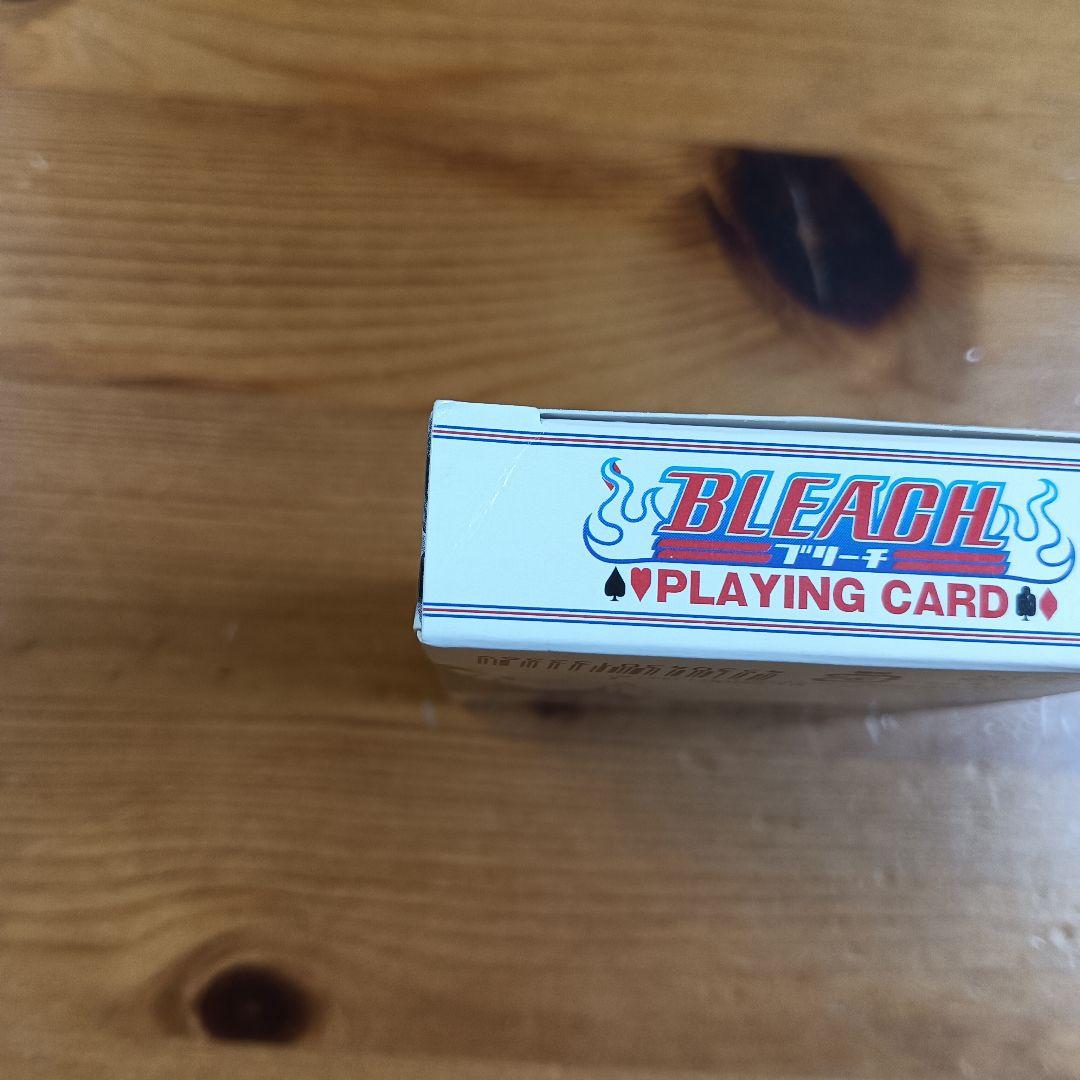 BLEACH
ブリーチ
♠♥PLAYING CARD♣♦